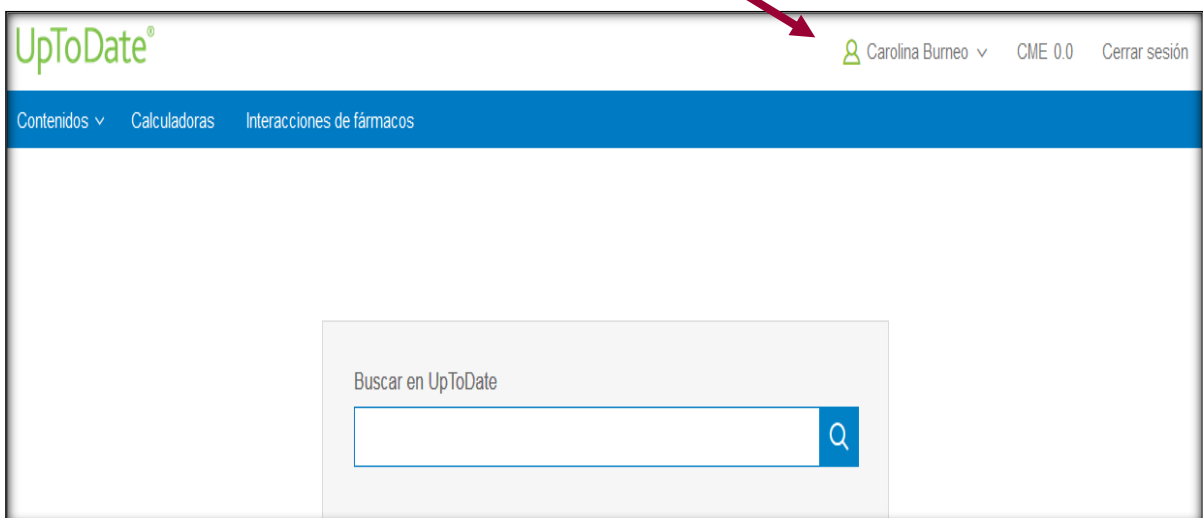 UpToDate®
Carolina Burneo CME 0.0 Cerrar sesión
Contenidos Calculadoras Interacciones de fármacos
Buscar en UpToDate